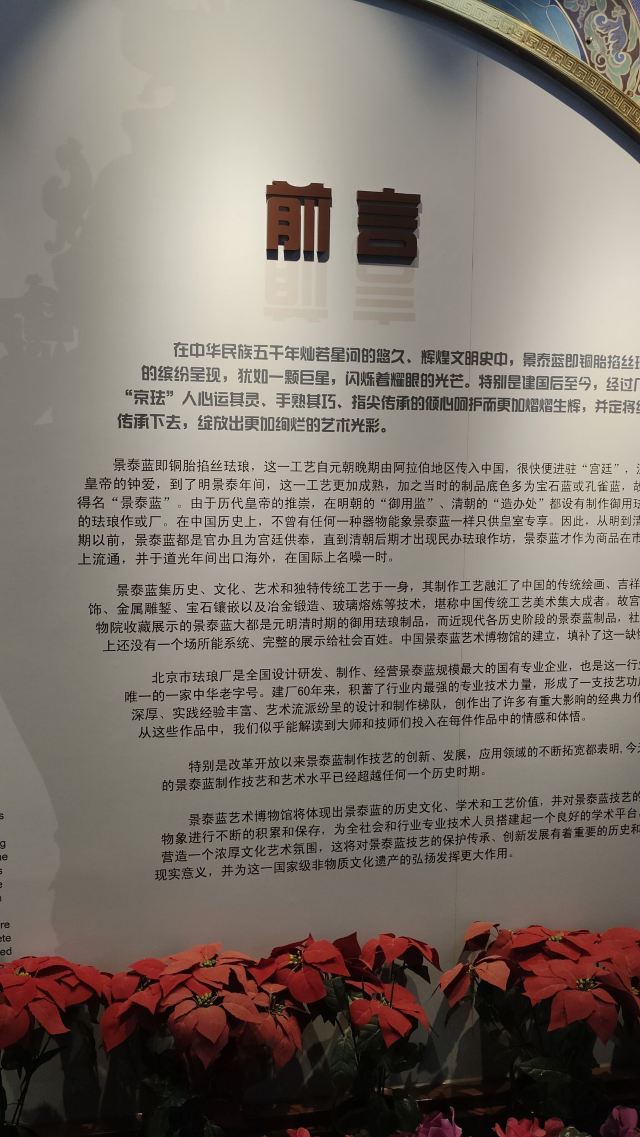 前言
在中华民族五千年灿若星河的悠久、辉煌文明史中，景泰蓝即铜胎掐丝珐
的缤纷呈现，犹如一颗巨星，闪烁着耀眼的光芒。特别是建国后至今，经过几
“京珐”人心运其灵、手熟其巧、指尖传承的倾心呵护而更加熠熠生辉，并定将继
传承下去，绽放出更加绚烂的艺术光彩。
景泰蓝即铜胎掐丝珐琅，这一工艺自元朝晚期由阿拉伯地区传入中国，很快便进驻“宫廷”，
皇帝的钟爱，到了明景泰年间，这一工艺更加成熟，加之当时的制品底色多为宝石蓝或孔雀蓝，故
得名“景泰蓝”。由于历代皇帝的推崇，在明朝的“御用监”、清朝的“造办处”都设有制作御用珐
的珐琅作或厂。在中国历史上，不曾有任何一种器物能象景泰蓝一样只供皇室专享。因此，从明到清
期以前，景泰蓝都是官办且为宫廷供奉，直到清朝后期才出现民办珐琅作坊，景泰蓝才作为商品在市
上流通，并于道光年间出口海外，在国际上名噪一时。
景泰蓝集历史、文化、艺术和独特传统工艺于一身，其制作工艺融汇了中国的传统绘画、吉祥
饰、金属雕錾、宝石镶嵌以及冶金锻造、玻璃熔炼等技术，堪称中国传统工艺美术集大成者。故宫
物院收藏展示的景泰蓝大都是元明清时期的御用珐琅制品，而近现代各历史阶段的景泰蓝制品，社
上还没有一个场所能系统、完整的展示给社会百姓。中国景泰蓝艺术博物馆的建立，填补了这一缺憾
北京市珐琅厂是全国设计研发、制作、经营景泰蓝规模最大的国有专业企业，也是这一行业
唯一的一家中华老字号。建厂60年来，积蓄了行业内最强的专业技术力量，形成了一支技艺功底
深厚、实践经验丰富、艺术流派纷呈的设计和制作梯队，创作出了许多有重大影响的经典力作
从这些作品中，我们似乎能解读到大师和技师们投入在每件作品中的情感和体悟。
特别是改革开放以来景泰蓝制作技艺的创新、发展，应用领域的不断拓宽都表明,今天
的景泰蓝制作技艺和艺术水平已经超越任何一个历史时期。
景泰蓝艺术博物馆将体现出景泰蓝的历史文化、学术和工艺价值，并对景泰蓝技艺的
物象进行不断的积累和保存，为全社会和行业专业技术人员搭建起一个良好的学术平台，
营造一个浓厚文化艺术氛围，这将对景泰蓝技艺的保护传承、创新发展有着重要的历史和
现实意义，并为这一国家级非物质文化遗产的弘扬发挥更大作用。